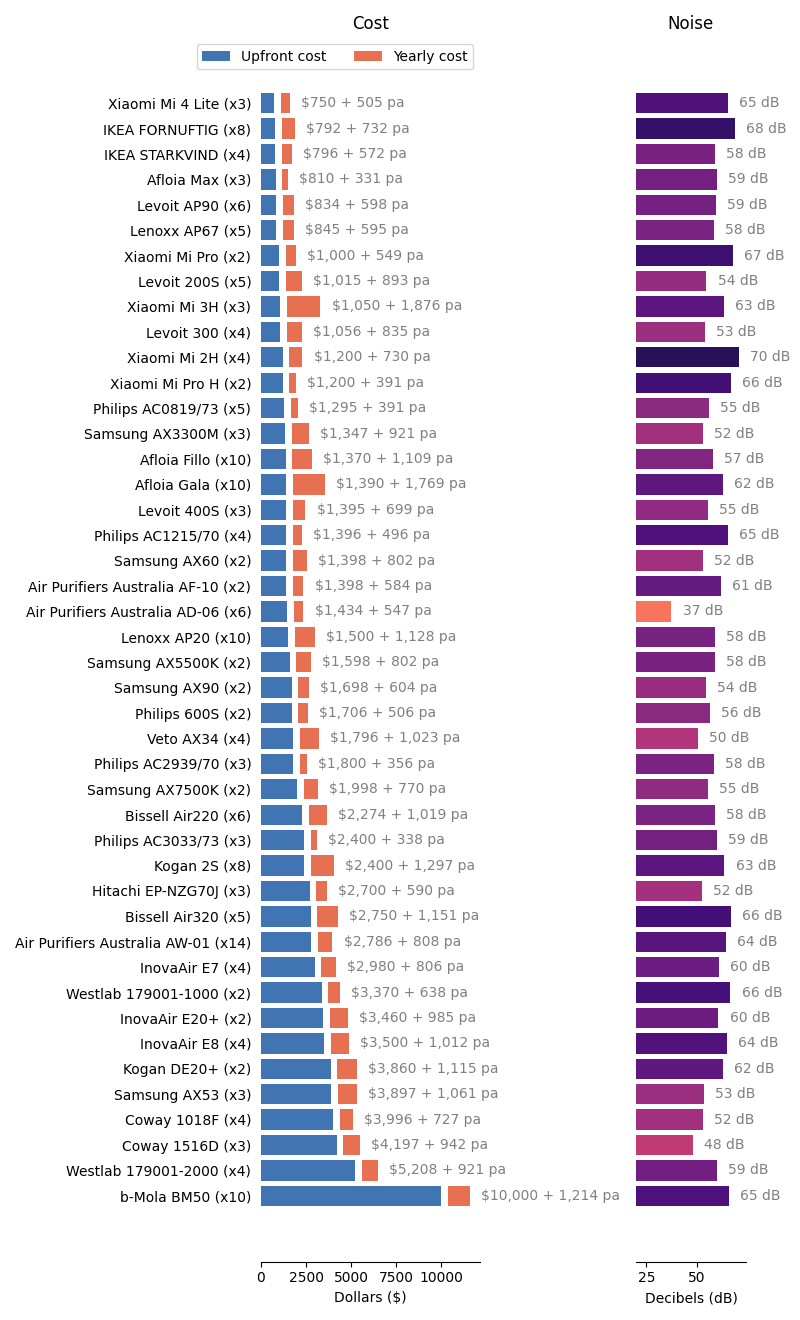 Cost Noise
Upfront cost Yearly cost
Xiaomi Mi 4 Lite (x3) $750 + 505 pa 65 dB
IKEA FORNUFTIG (x8) $792 + 732 pa 68 dB
IKEA STARKVIND (x4) $796 + 572 pa 58 dB
Afloia Max (x3) $810 + 331 pa 59 dB
Levoit AP90 (x6) $834 + 598 pa 59 dB
Lenoxx AP67 (x5) $845 + 595 pa 58 dB
Xiaomi Mi Pro (x2) $1,000 + 549 pa 67 dB
Levoit 200S (x5) $1,015 + 893 pa 54 dB
Xiaomi Mi 3H (x3) $1,050 + 1,876 pa 63 dB
Levoit 300 (x4) $1,056 + 835 pa 53 dB
Xiaomi Mi 2H (x4) $1,200 + 730 pa 70 dB
Xiaomi Mi Pro H (x2) $1,200 + 391 pa 66 dB
Philips AC0819/73 (x5) $1,295 + 391 pa 55 dB
Samsung AX3300M (x3) $1,347 + 921 pa 52 dB
Afloia Fillo (x10) $1,370 + 1,109 pa 57 dB
Afloia Gala (x10) $1,390 + 1,769 pa 62 dB
Levoit 400S (x3) $1,395 + 699 pa 55 dB
Philips AC1215/70 (x4) $1,396 + 496 pa 65 dB
Samsung AX60 (x2) $1,398 + 802 pa 52 dB
Air Purifiers Australia AF-10 (x2) $1,398 + 584 pa 61 dB
Air Purifiers Australia AD-06 (x6) $1,434 + 547 pa 37 dB
Lenoxx AP20 (x10) $1,500 + 1,128 pa 58 dB
Samsung AX5500K (x2) $1,598 + 802 pa 58 dB
Samsung AX90 (x2) $1,698 + 604 pa 54 dB
Philips 600S (x2) $1,706 + 506 pa 56 dB
Veto AX34 (x4) $1,796 + 1,023 pa 50 dB
Philips AC2939/70 (x3) $1,800 + 356 pa 58 dB
Samsung AX7500K (x2) $1,998 + 770 pa 55 dB
Bissell Air220 (x6) $2,274 + 1,019 pa 58 dB
Philips AC3033/73 (x3) $2,400 + 338 pa 59 dB
Kogan 2S (x8) $2,400 + 1,297 pa 63 dB
Hitachi EP-NZG70J (x3) $2,700 + 590 pa 52 dB
Bissell Air320 (x5) $2,750 + 1,151 pa 66 dB
Air Purifiers Australia AW-01 (x14) $2,786 + 808 pa 64 dB
InovaAir E7 (x4) $2,980 + 806 pa 60 dB
Westlab 179001-1000 (x2) $3,370 + 638 pa 66 dB
InovaAir E20+ (x2) $3,460 + 985 pa 60 dB
InovaAir E8 (x4) $3,500 + 1,012 pa 64 dB
Kogan DE20+ (x2) $3,860 + 1,115 pa 62 dB
Samsung AX53 (x3) $3,897 + 1,061 pa 53 dB
Coway 1018F (x4) $3,996 + 727 pa 52 dB
Coway 1516D (x3) $4,197 + 942 pa 48 dB
Westlab 179001-2000 (x4) $5,208 + 921 pa 59 dB
b-Mola BM50 (x10) $10,000 + 1,214 pa 65 dB
0 2500 5000 7500 10000 25 50
Dollars ($) Decibels (dB)